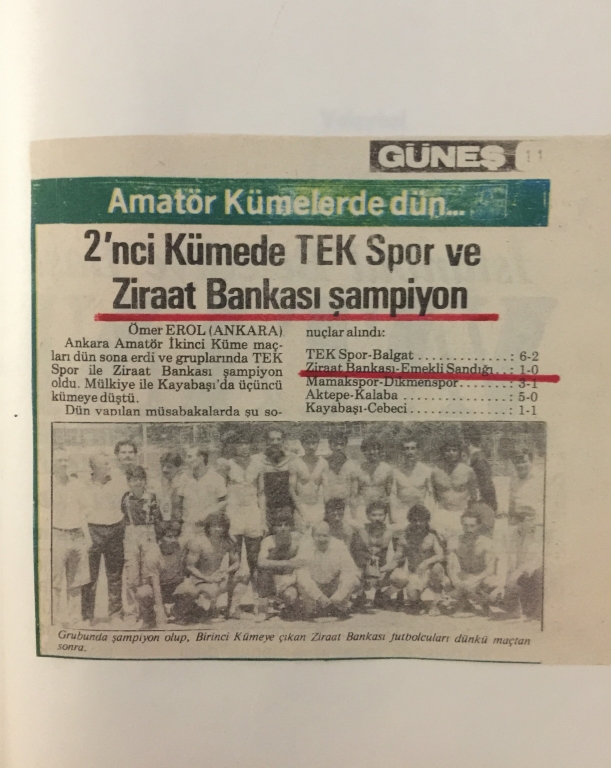 GÜNEŞ 11
Amatör Kümelerde dün...
2'nci Kümede TEK Spor ve
Ziraat Bankası şampiyon
Ömer EROL (ANKARA)
Ankara Amatör İkinci Küme maç-
ları dün sona erdi ve gruplarında TEK
Spor ile Ziraat Bankası şampiyon
oldu. Mülkiye ile Kayabaşı'da üçüncü
kümeye düştü.
Dün yapılan müsabakalarda şu so-
nuçlar alındı:
TEK Spor-Balgat ............: 6-2
Ziraat Bankası-Emekli Sandığı..: 1-0
Mamakspor-Dikmenspor.......: 3-1
Aktepe-Kalaba ..............: 5-0
Kayabaşı-Cebeci.............: 1-1
Grubunda şampiyon olup, Birinci Kümeye çıkan Ziraat Bankası futbolcuları dünkü maçtan
sonra.